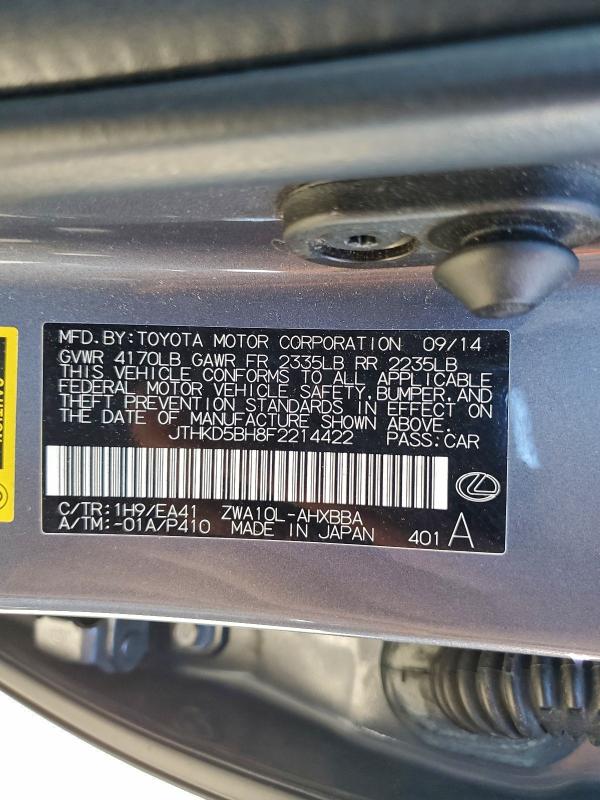 MFD.BY:TOYOTA MOTOR CORPORATION 09/14
GVWR 4170LB GAWR FR 2335LB RR 2235LB
THIS VEHICLE CONFORMS TO ALL APPLICABLE
FEDERAL MOTOR VEHICLE SAFETY,BUMPER,AND
THEFT PREVENTION STANDARDS IN EFFECT ON
THE DATE OF MANUFACTURE SHOWN ABOVE.
JTHKD5BH8F2214422 PASS.CAR
C/TR:1H9/EA41 ZWA10L-AHXBBA
A/TM:-01A/P410 MADE IN JAPAN 401 A